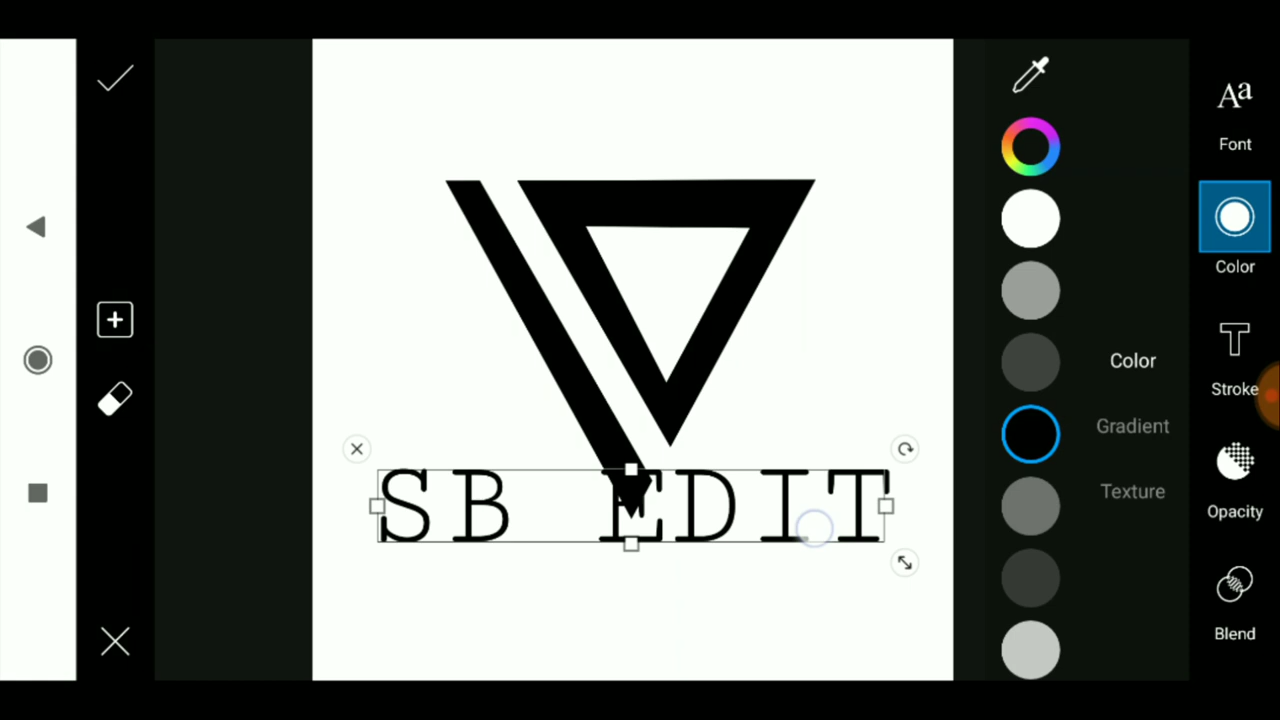 Aa
Font
Color
Stroke
Opacity
Blend
Color
Gradient
Texture
SB EDIT